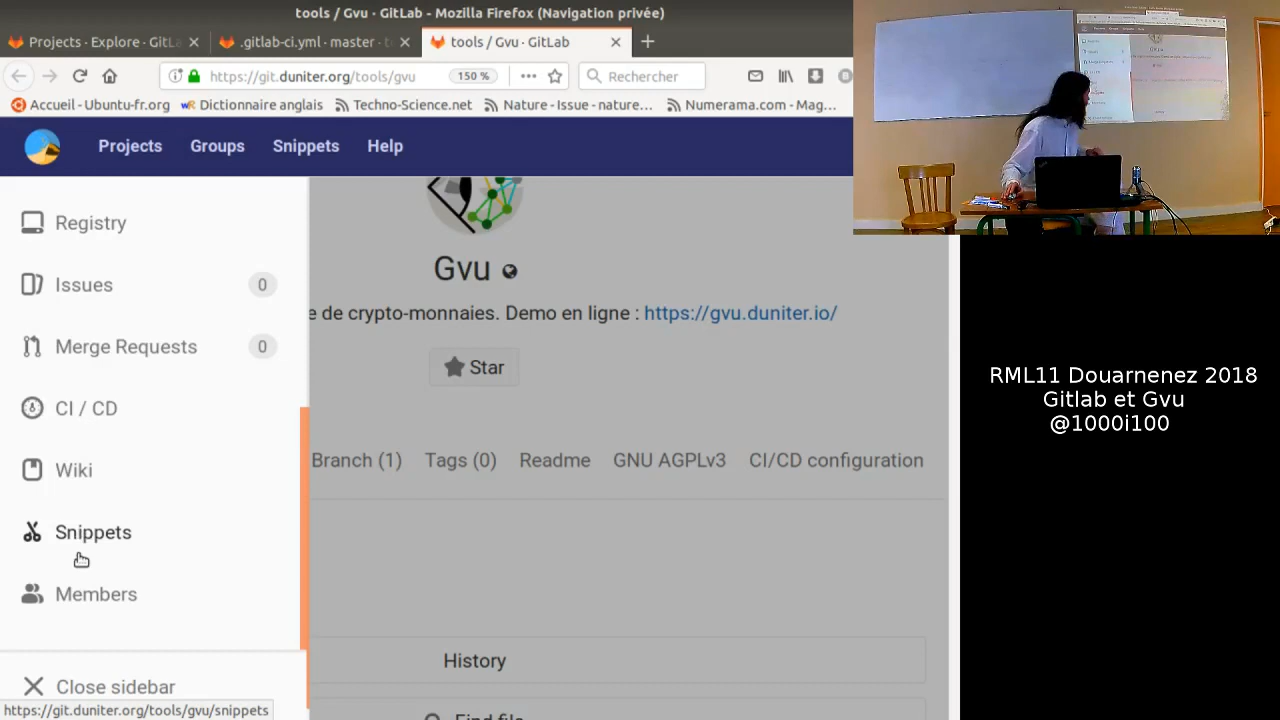 tools / Gvu · GitLab - Mozilla Firefox (Navigation privée)
Projects · Explore · GitLa
.gitlab-ci.yml · master · t
tools / Gvu · GitLab
https://git.duniter.org/tools/gvu
150 %
Rechercher
Accueil - Ubuntu-fr.org
wR Dictionnaire anglais
Techno-Science.net
Nature - Issue - nature...
Numerama.com - Mag...
Projects
Groups
Snippets
Help
Registry
Issues 0
Merge Requests 0
CI / CD
Wiki
Snippets
Members
Close sidebar
https://git.duniter.org/tools/gvu/snippets
Gvu
e de crypto-monnaies. Demo en ligne : https://gvu.duniter.io/
Star
Branch (1)
Tags (0)
Readme
GNU AGPLv3
CI/CD configuration
History
Find file
RML11 Douarnenez 2018
Gitlab et Gvu
@1000i100